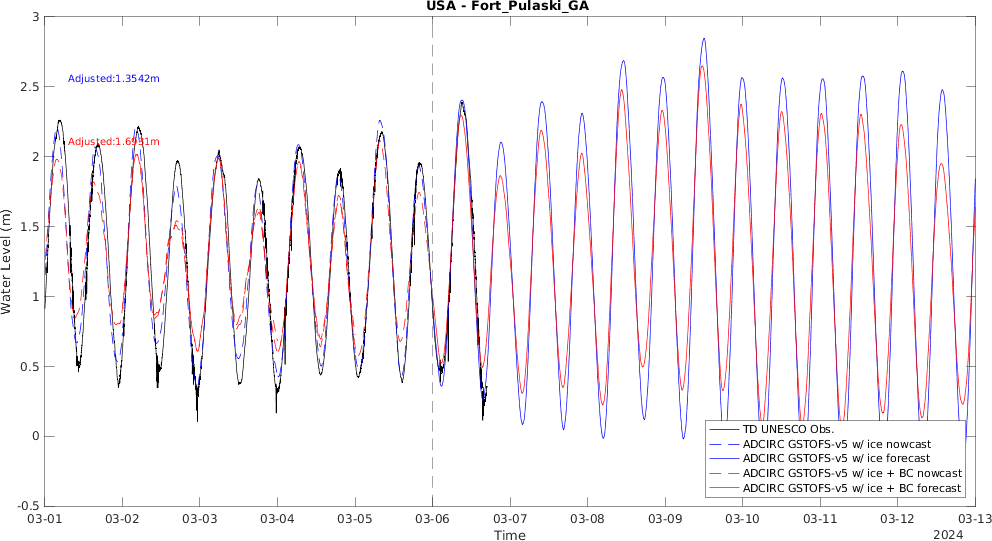 USA - Fort_Pulaski_GA
Water Level (m)
3
2.5
2
1.5
1
0.5
0
-0.5
Adjusted:1.3542m
Adjusted:1.6991m
TD UNESCO Obs.
ADCIRC GSTOFS-v5 w/ ice nowcast
ADCIRC GSTOFS-v5 w/ ice forecast
ADCIRC GSTOFS-v5 w/ ice + BC nowcast
ADCIRC GSTOFS-v5 w/ ice + BC forecast
03-01 03-02 03-03 03-04 03-05 03-06 03-07 03-08 03-09 03-10 03-11 03-12 03-13
Time
2024